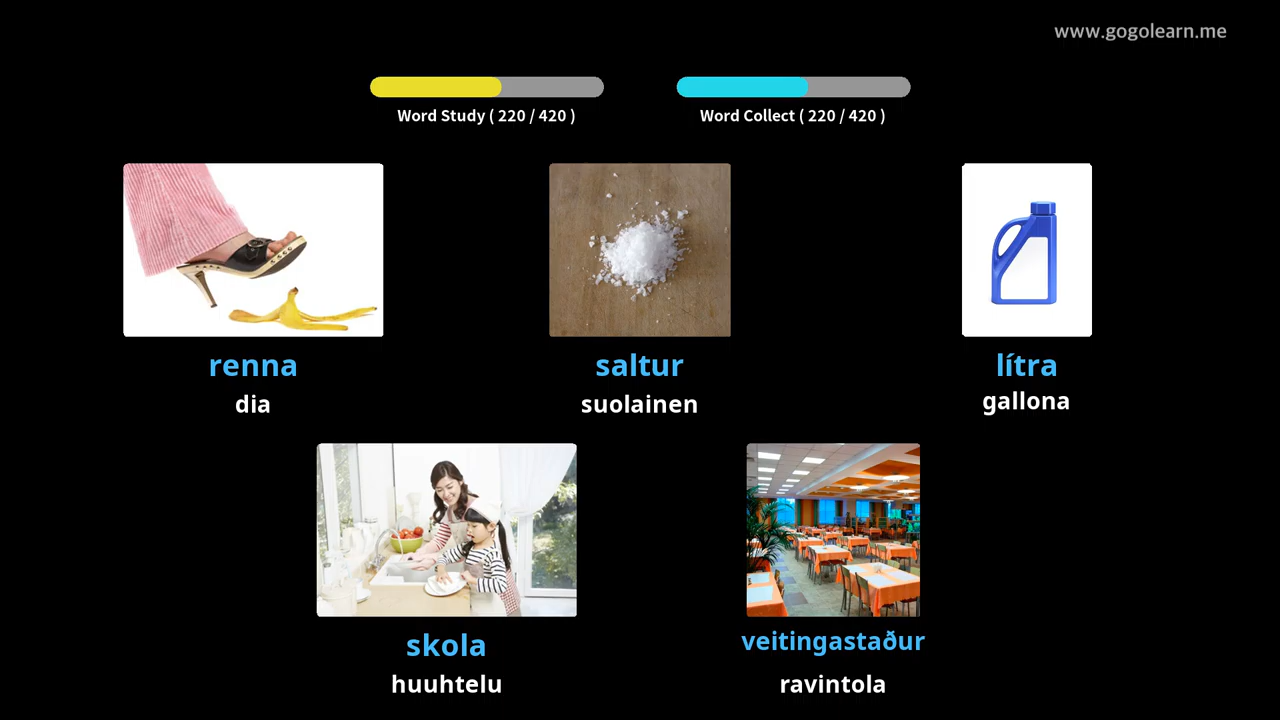 www.gogolearn.me
Word Study ( 220 / 420 )
Word Collect ( 220 / 420 )
renna
dia
saltur
suolainen
lítra
gallona
skola
huuhtelu
veitingastaður
ravintola